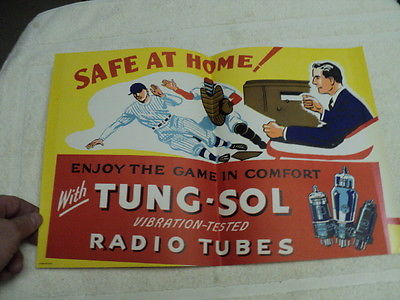 SAFE AT HOME!
ENJOY THE GAME IN COMFORT
With TUNG-SOL
VIBRATION-TESTED
RADIO TUBES